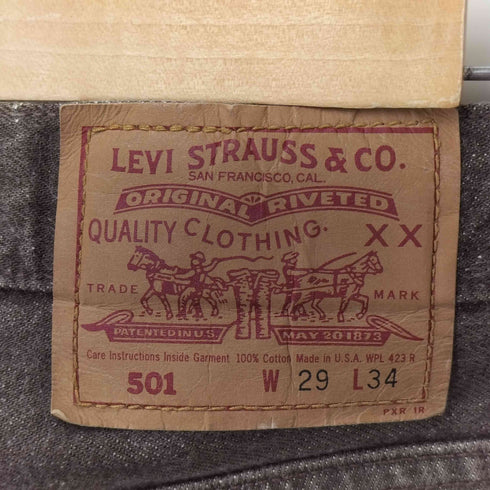 LEVI STRAUSS & CO.
SAN FRANCISCO, CAL.
ORIGINAL RIVETED
QUALITY CLOTHING. XX
TRADE MARK
PATENTED IN U.S. MAY 20 1873
Care Instructions Inside Garment 100% Cotton Made in U.S.A. WPL 423 R
501 W 29 L 34
PXR 1R